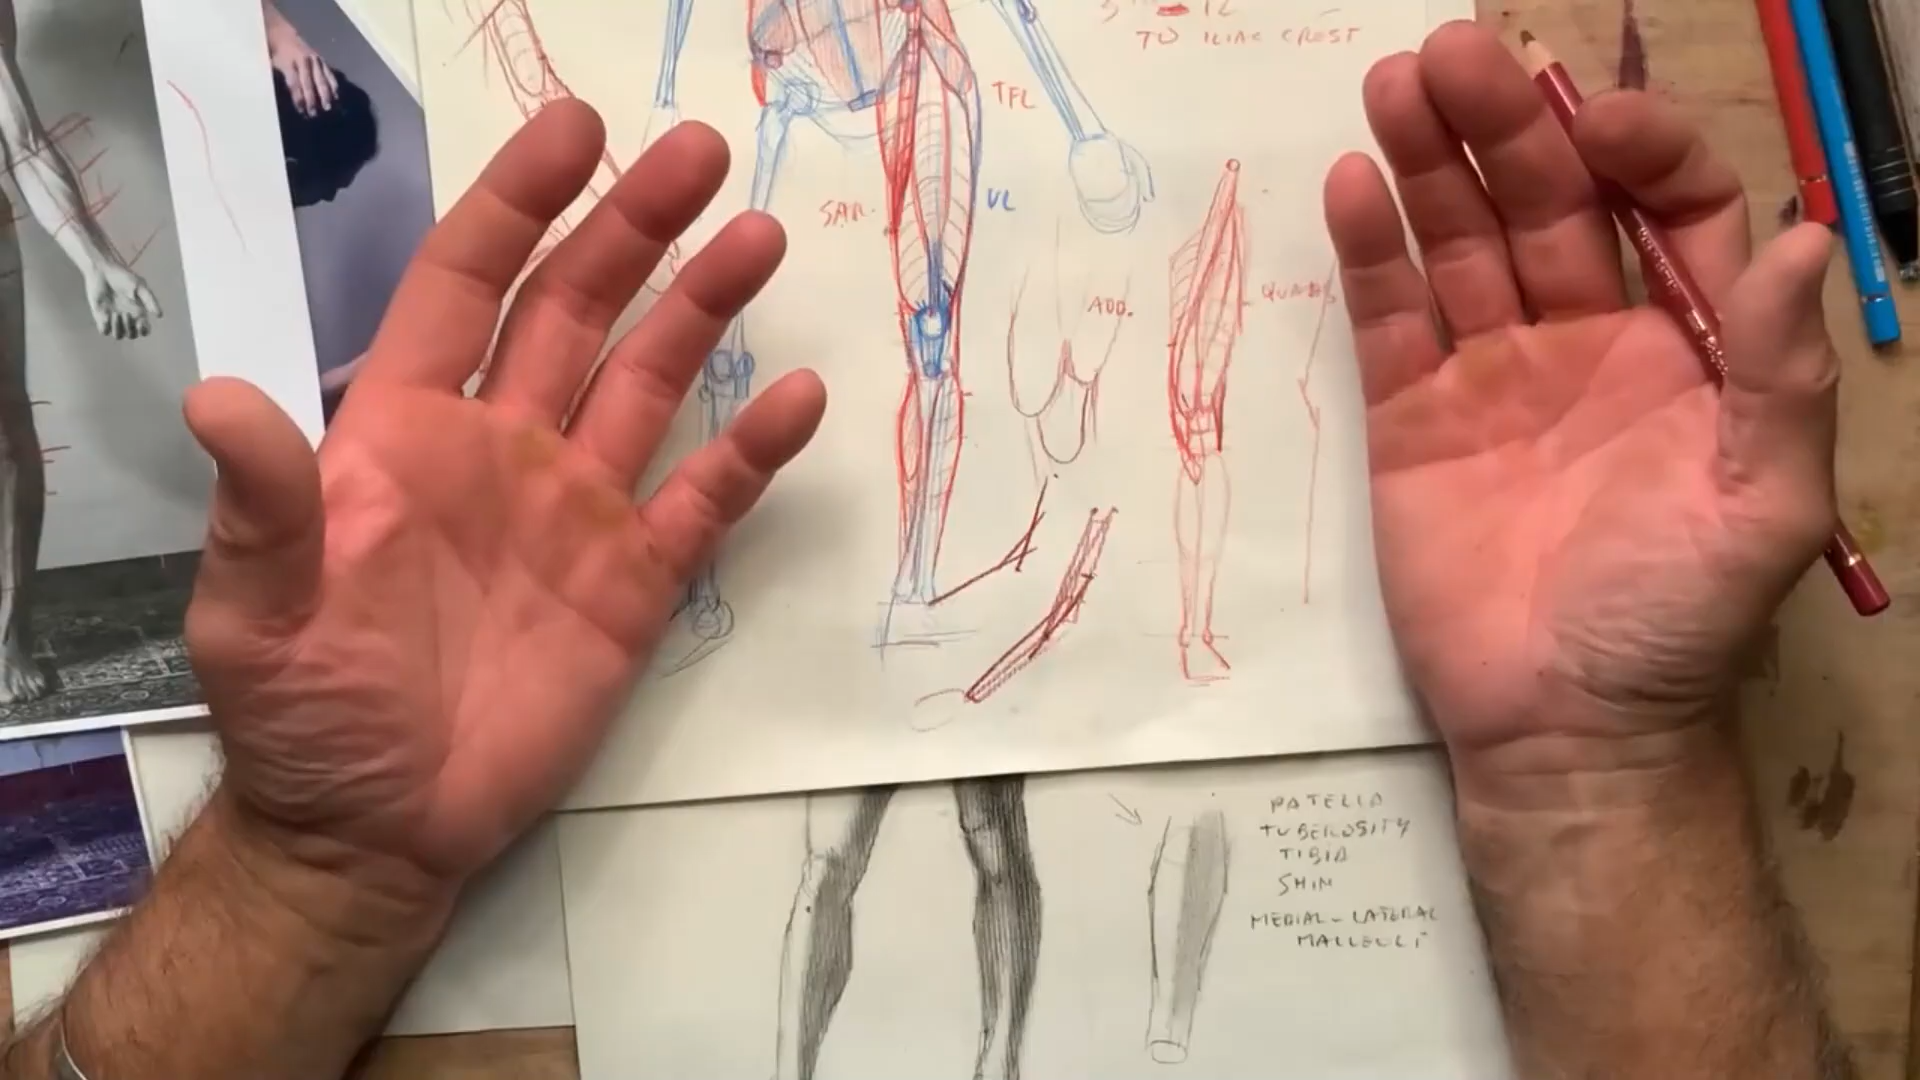 TO ILIAC CREST
TFL
SAR.
VL
ADD.
QUADS
PATELLA
TUBEROSITY
TIBIA
SHIN
MEDIAL - LATERAL
MALLEOLI